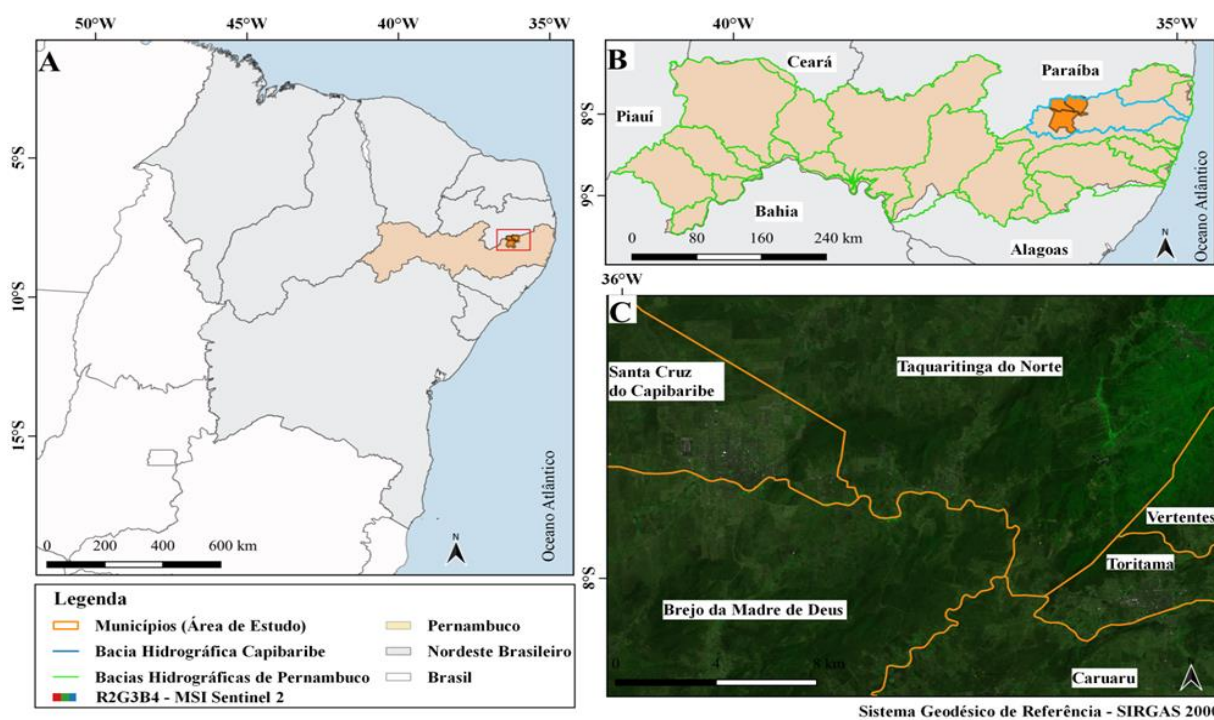 50°W 45°W 40°W 35°W
A
5°S
10°S
15°S
Oceano Atlântico
0 200 400 600 km
N
Legenda
Municípios (Área de Estudo)
Bacia Hidrográfica Capibaribe
Bacias Hidrográficas de Pernambuco
R2G3B4 - MSI Sentinel 2
Pernambuco
Nordeste Brasileiro
Brasil
40°W 35°W
B
Ceará
Paraíba
Piauí
8°S
9°S
Bahia
Alagoas
Oceano Atlântico
0 80 160 240 km
N
36°W
C
Santa Cruz
do Capibaribe
Taquaritinga do Norte
Vertentes
Toritama
8°S
Brejo da Madre de Deus
Caruaru
0 4 8 km
N
Sistema Geodésico de Referência - SIRGAS 2000